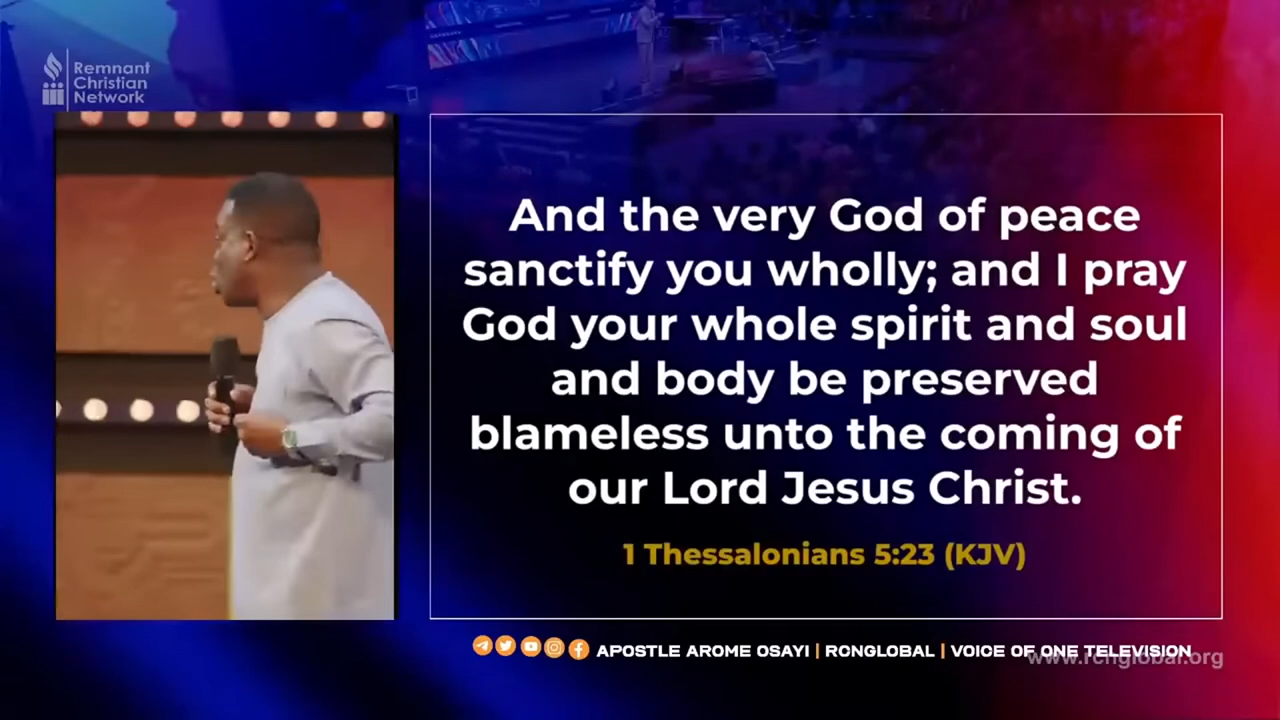 Remnant
Christian
Network
And the very God of peace
sanctify you wholly; and I pray
God your whole spirit and soul
and body be preserved
blameless unto the coming of
our Lord Jesus Christ.
1 Thessalonians 5:23 (KJV)
APOSTLE AROME OSAYI | RCNGLOBAL | VOICE OF ONE TELEVISION
www.rcnglobal.org